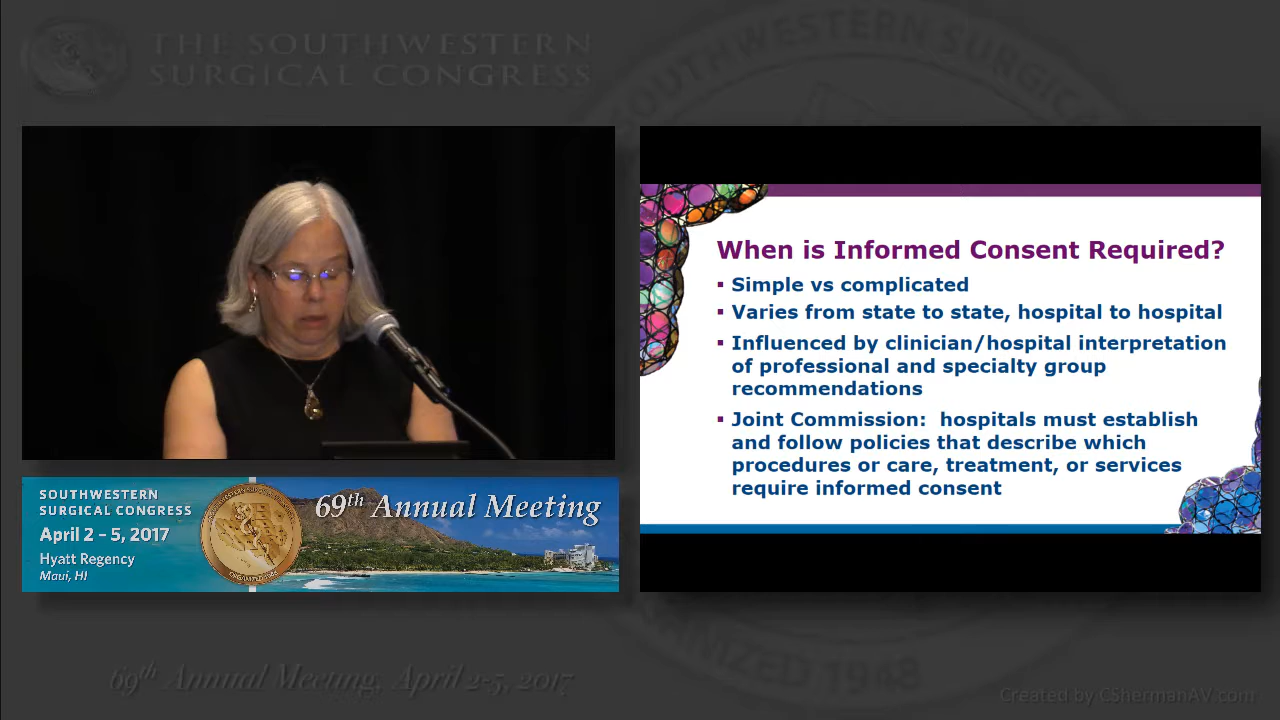 THE SOUTHWESTERN
SURGICAL CONGRESS
When is Informed Consent Required?
▪ Simple vs complicated
▪ Varies from state to state, hospital to hospital
▪ Influenced by clinician/hospital interpretation
of professional and specialty group
recommendations
▪ Joint Commission:  hospitals must establish
and follow policies that describe which
procedures or care, treatment, or services
require informed consent
SOUTHWESTERN
SURGICAL CONGRESS
April 2 – 5, 2017
Hyatt Regency
Maui, HI
69th Annual Meeting
ORGANIZED 1948
69th Annual Meeting, April 2-5, 2017
Created by CShermanAV.com